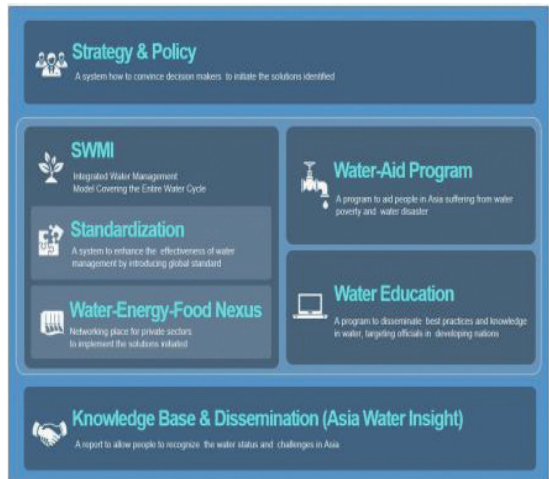 Strategy & Policy
A system how to convince decision makers to initiate the solutions identified
SWMI
Integrated Water Management
Model Covering the Entire Water Cycle
Standardization
A system to enhance the effectiveness of water
management by introducing global standard
Water-Energy-Food Nexus
Networking place for private sectors
to implement the solutions initiated
Water-Aid Program
A program to aid people in Asia suffering from water
poverty and water disaster
Water Education
A program to disseminate best practices and knowledge
in water, targeting officials in developing nations
Knowledge Base & Dissemination (Asia Water Insight)
A report to allow people to recognize the water status and challenges in Asia